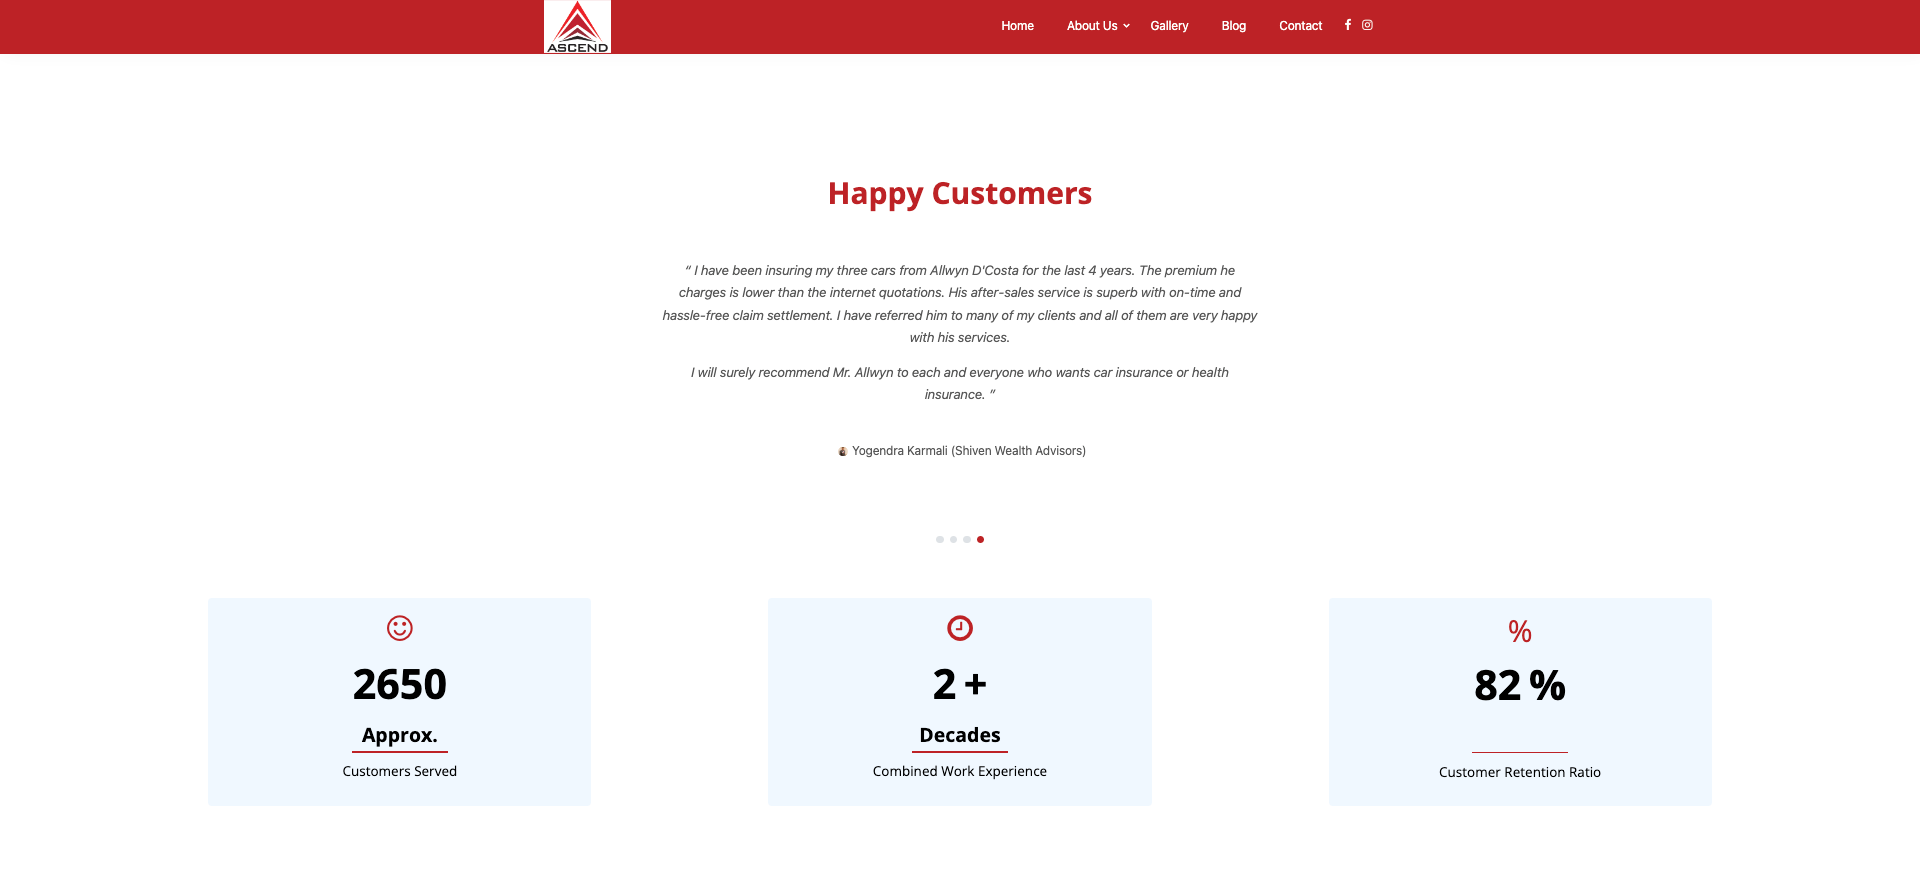 ASCEND
Home About Us Gallery Blog Contact
Happy Customers
“ I have been insuring my three cars from Allwyn D'Costa for the last 4 years. The premium he
charges is lower than the internet quotations. His after-sales service is superb with on-time and
hassle-free claim settlement. I have referred him to many of my clients and all of them are very happy
with his services.
I will surely recommend Mr. Allwyn to each and everyone who wants car insurance or health
insurance. ”
Yogendra Karmali (Shiven Wealth Advisors)
2650
Approx.
Customers Served
2 +
Decades
Combined Work Experience
%
82 %
Customer Retention Ratio